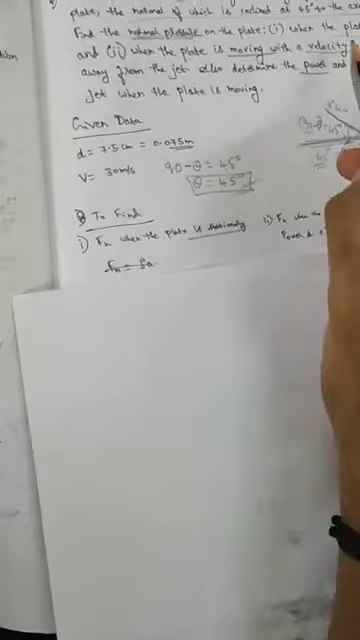 plate, the normal of which is inclined at 45° to the
Find the normal pressure on the plate: (i) when the
and (ii) when the plate is moving with a velocity
away from the jet. Also determine the power and
jet when the plate is moving.
Given Data
d = 7.5cm = 0.075m
V = 30m/s
90-θ = 45°
θ = 45°
To Find
i) Fn when the plate is stationary
ii) Fn when the
Power &